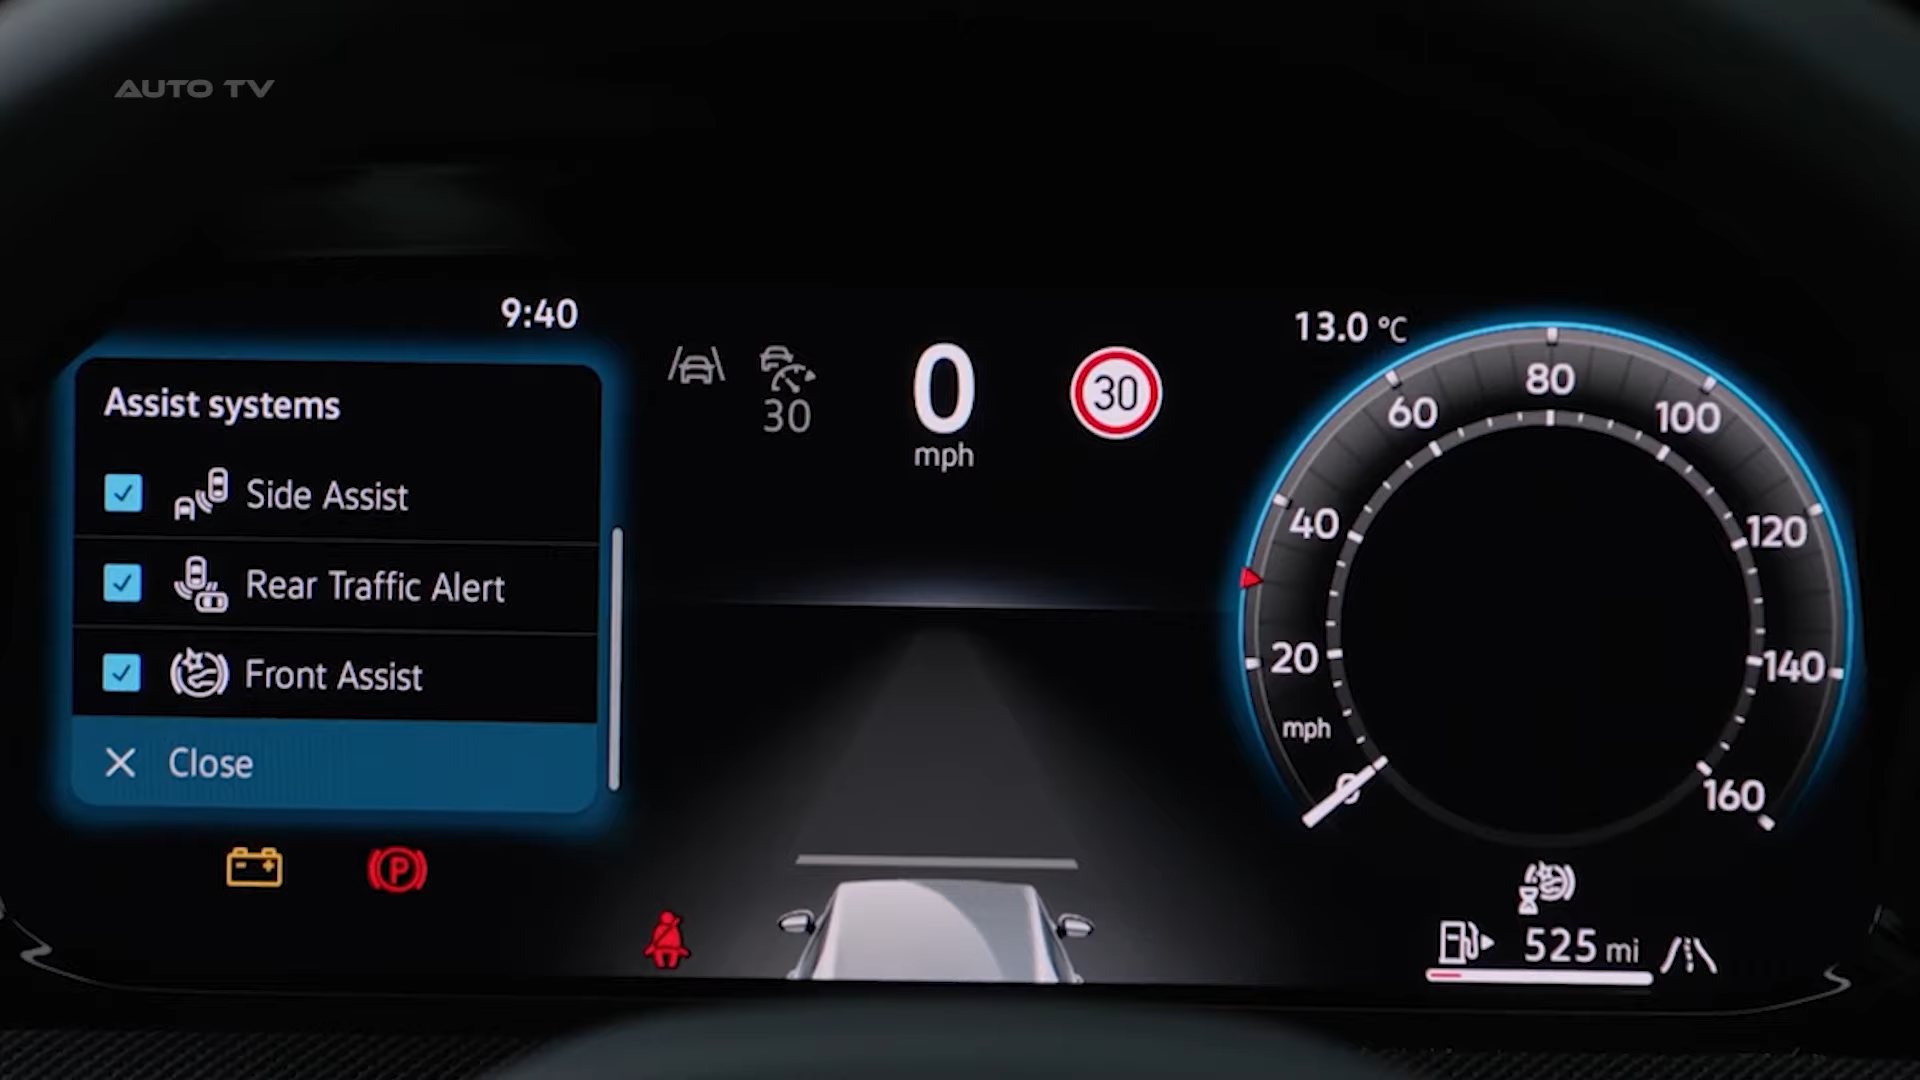 AUTO TV
9:40
13.0 °C
Assist systems
Side Assist
Rear Traffic Alert
Front Assist
Close
30
0
mph
30
P
0
20
40
60
80
100
120
140
160
mph
525 mi